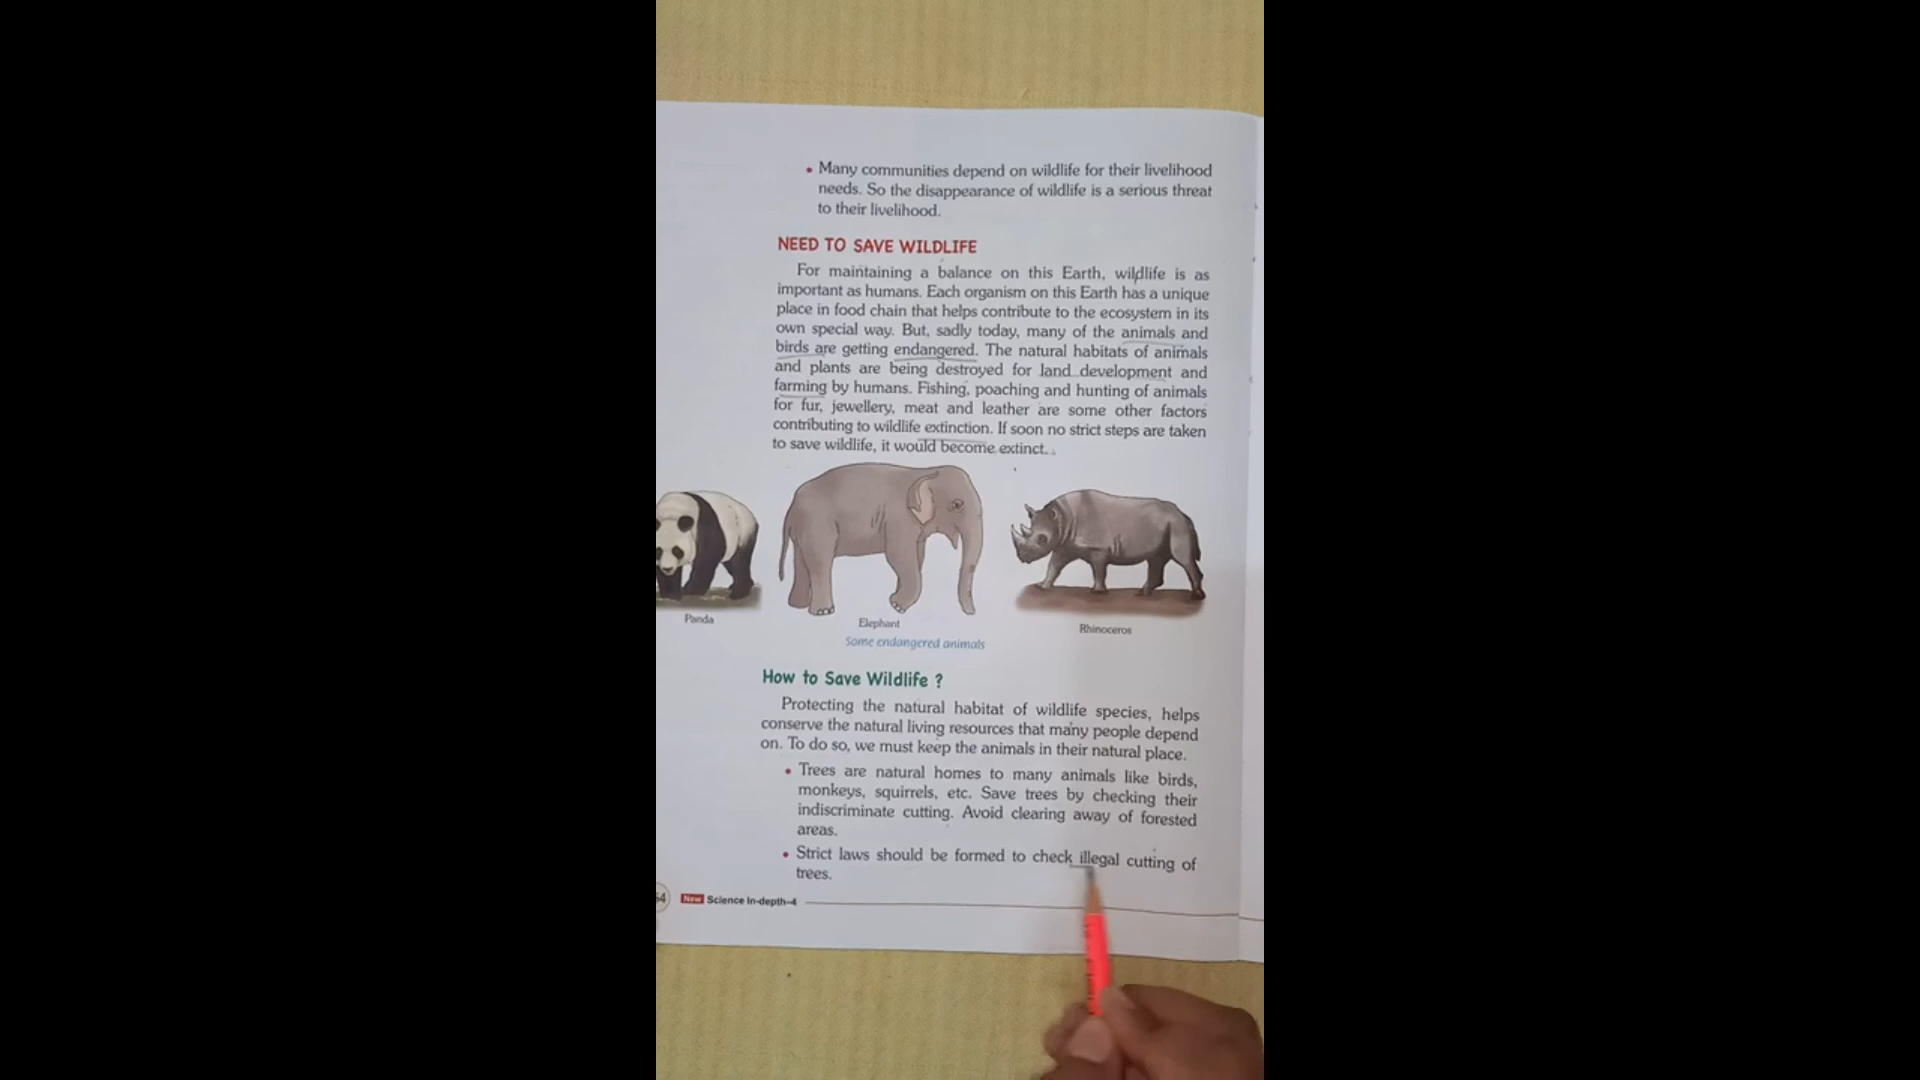 • Many communities depend on wildlife for their livelihood
needs. So the disappearance of wildlife is a serious threat
to their livelihood.
NEED TO SAVE WILDLIFE
For maintaining a balance on this Earth, wildlife is as
important as humans. Each organism on this Earth has a unique
place in food chain that helps contribute to the ecosystem in its
own special way. But, sadly today, many of the animals and
birds are getting endangered. The natural habitats of animals
and plants are being destroyed for land development and
farming by humans. Fishing, poaching and hunting of animals
for fur, jewellery, meat and leather are some other factors
contributing to wildlife extinction. If soon no strict steps are taken
to save wildlife, it would become extinct.
Panda
Elephant
Rhinoceros
Some endangered animals
How to Save Wildlife ?
Protecting the natural habitat of wildlife species, helps
conserve the natural living resources that many people depend
on. To do so, we must keep the animals in their natural place.
• Trees are natural homes to many animals like birds,
monkeys, squirrels, etc. Save trees by checking their
indiscriminate cutting. Avoid clearing away of forested
areas.
• Strict laws should be formed to check illegal cutting of
trees.
New Science In-depth-4